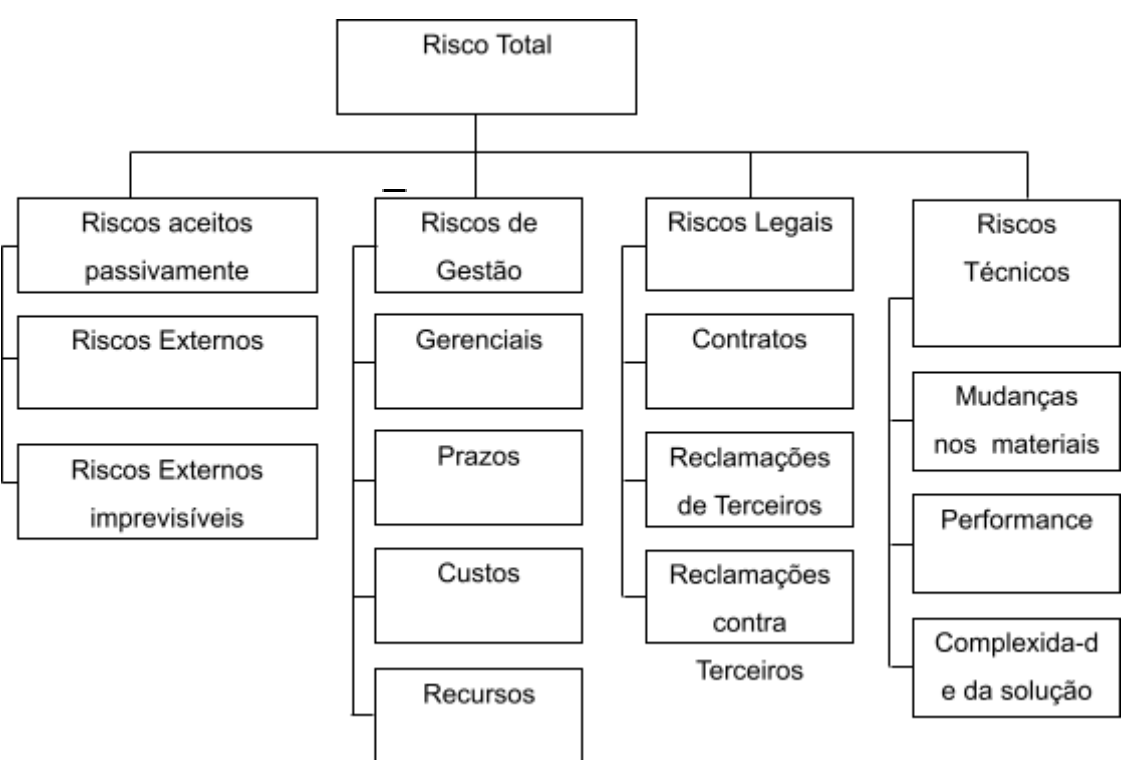 Risco Total
Riscos aceitos
passivamente
Riscos Externos
Riscos Externos
imprevisíveis
Riscos de
Gestão
Gerenciais
Prazos
Custos
Recursos
Riscos Legais
Contratos
Reclamações
de Terceiros
Reclamações
contra
Terceiros
Riscos
Técnicos
Mudanças
nos materiais
Performance
Complexida-d
e da solução